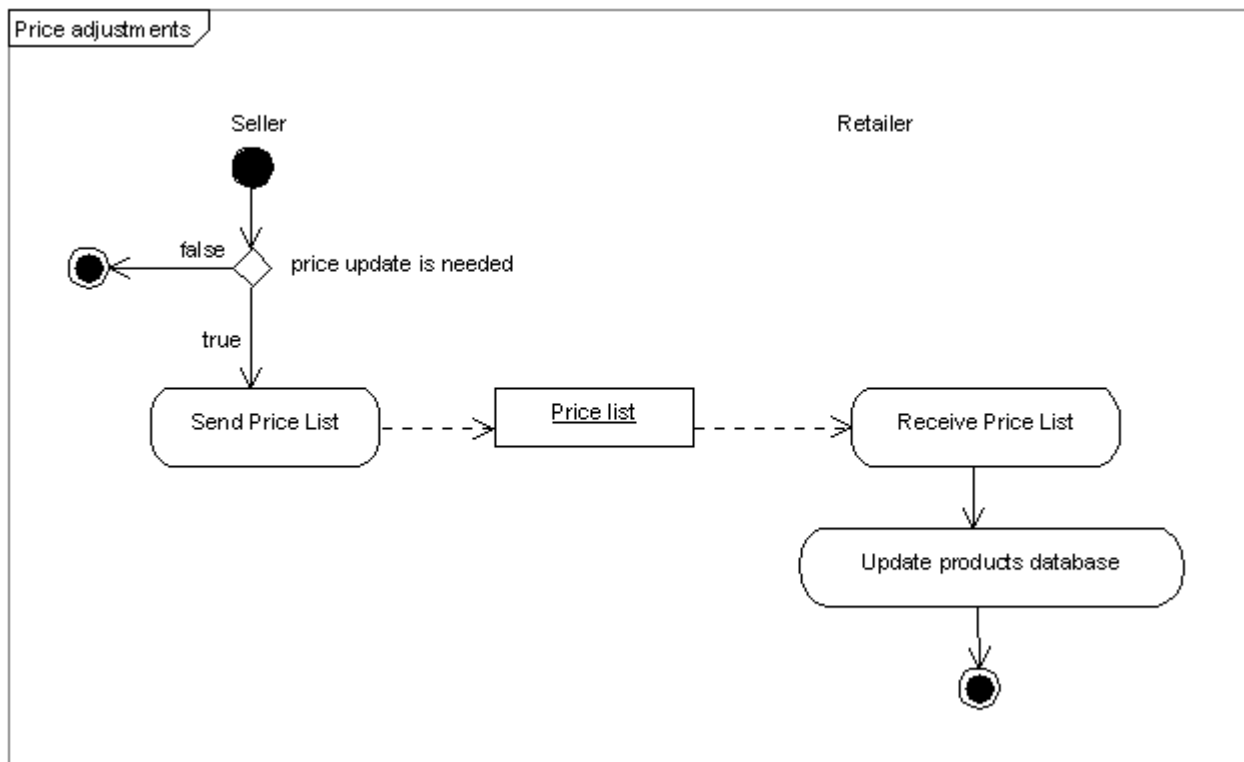 Price adjustments
Seller
Retailer
false
price update is needed
true
Send Price List
Price list
Receive Price List
Update products database